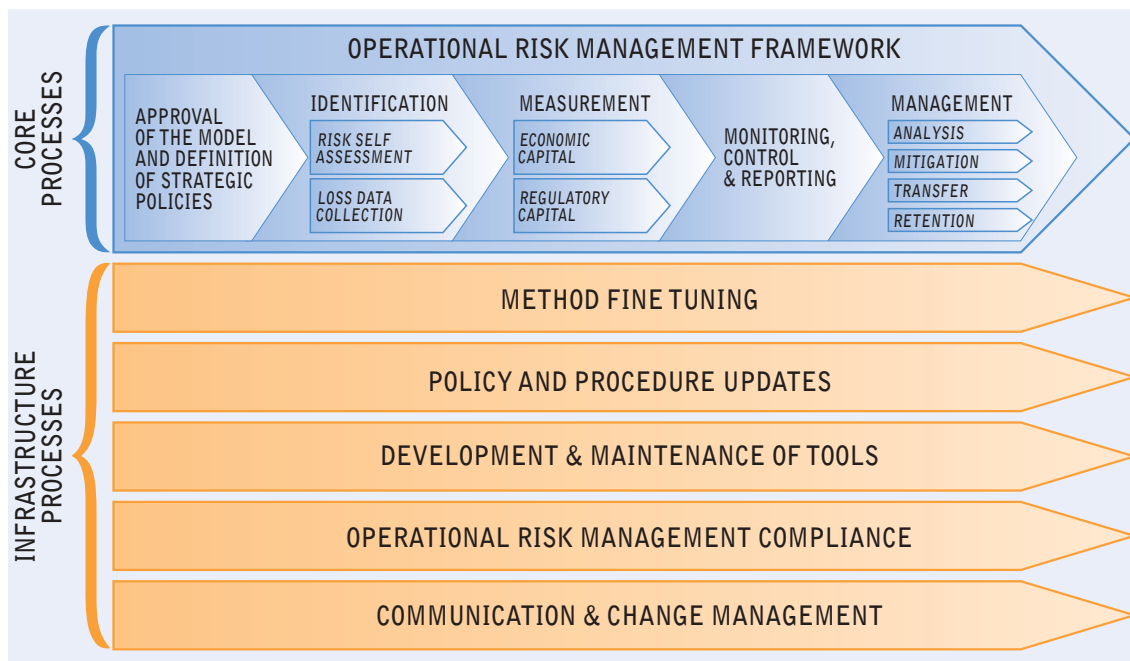 CORE
PROCESSES
OPERATIONAL RISK MANAGEMENT FRAMEWORK
APPROVAL
OF THE MODEL
AND DEFINITION
OF STRATEGIC
POLICIES
IDENTIFICATION
RISK SELF
ASSESSMENT
LOSS DATA
COLLECTION
MEASUREMENT
ECONOMIC
CAPITAL
REGULATORY
CAPITAL
MONITORING,
CONTROL
& REPORTING
MANAGEMENT
ANALYSIS
MITIGATION
TRANSFER
RETENTION
INFRASTRUCTURE
PROCESSES
METHOD FINE TUNING
POLICY AND PROCEDURE UPDATES
DEVELOPMENT & MAINTENANCE OF TOOLS
OPERATIONAL RISK MANAGEMENT COMPLIANCE
COMMUNICATION & CHANGE MANAGEMENT